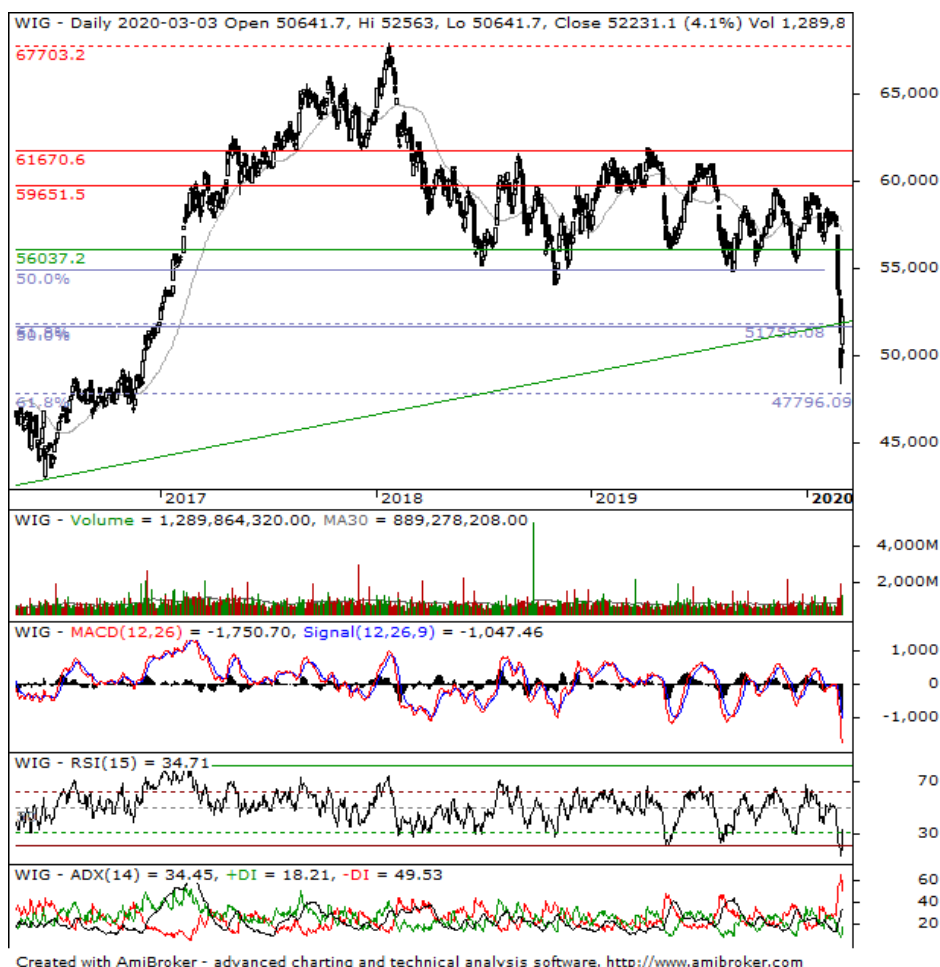 WIG - Daily 2020-03-03 Open 50641.7, Hi 52563, Lo 50641.7, Close 52231.1 (4.1%) Vol 1,289,8
67703.2
65,000
61670.6
60,000
59651.5
56037.2
55,000
50.0%
51750.08
50,000
61.8%
47796.09
45,000
2017 2018 2019 2020
WIG - Volume = 1,289,864,320.00, MA30 = 889,278,208.00
4,000M
2,000M
WIG - MACD(12,26) = -1,750.70, Signal(12,26,9) = -1,047.46
1,000
0
-1,000
WIG - RSI(15) = 34.71
70
30
WIG - ADX(14) = 34.45, +DI = 18.21, -DI = 49.53
60
40
20
Created with AmiBroker - advanced charting and technical analysis software. http://www.amibroker.com